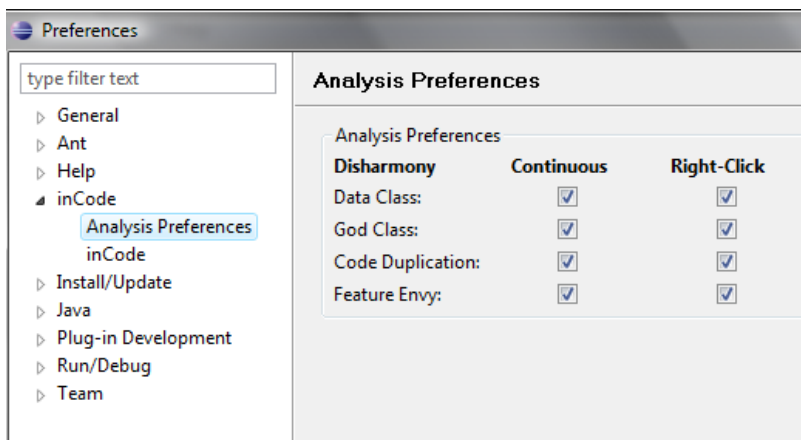 Preferences
type filter text
General
Ant
Help
inCode
Analysis Preferences
inCode
Install/Update
Java
Plug-in Development
Run/Debug
Team
Analysis Preferences
Analysis Preferences
Disharmony Continuous Right-Click
Data Class:
God Class:
Code Duplication:
Feature Envy: